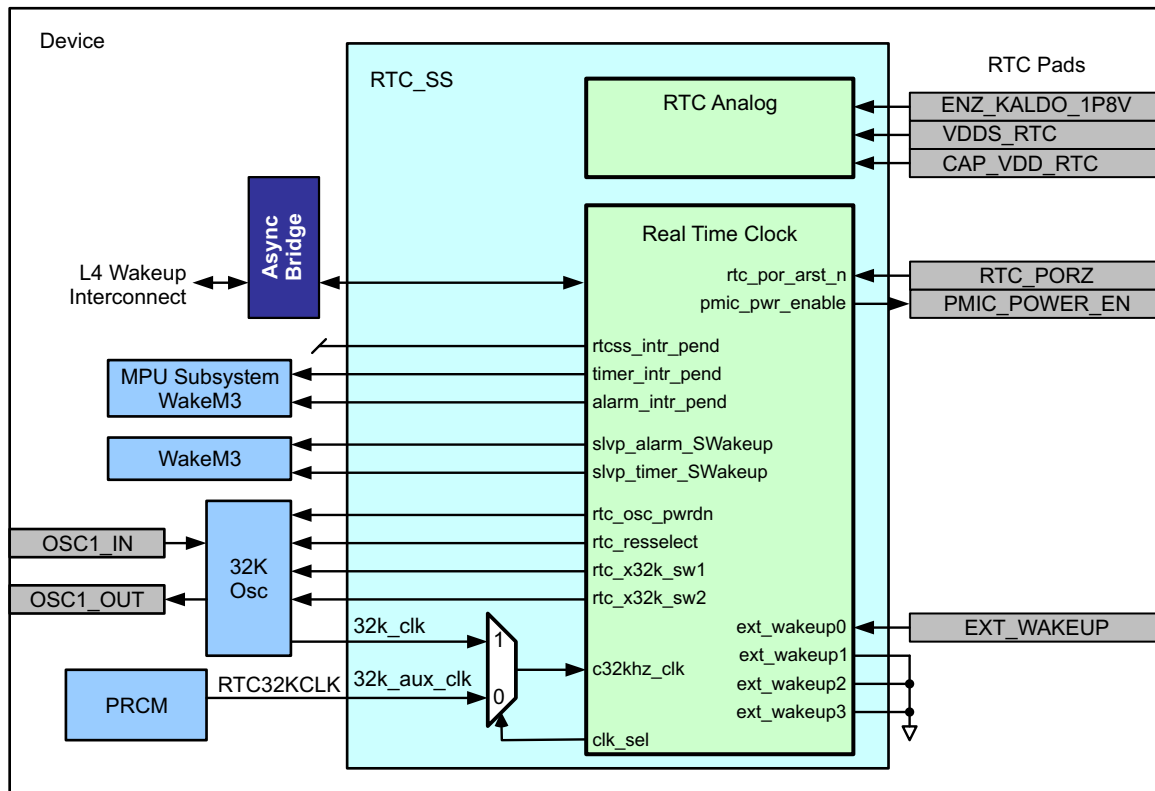 Device
RTC_SS
RTC Analog
RTC Pads
ENZ_KALDO_1P8V
VDDS_RTC
CAP_VDD_RTC
Async
Bridge
L4 Wakeup
Interconnect
Real Time Clock
rtc_por_arst_n
pmic_pwr_enable
RTC_PORZ
PMIC_POWER_EN
rtcss_intr_pend
timer_intr_pend
alarm_intr_pend
MPU Subsystem
WakeM3
slvp_alarm_SWakeup
slvp_timer_SWakeup
WakeM3
rtc_osc_pwrdn
rtc_resselect
rtc_x32k_sw1
rtc_x32k_sw2
OSC1_IN
OSC1_OUT
32K
Osc
32k_clk
1
32k_aux_clk
0
RTC32KCLK
PRCM
c32khz_clk
clk_sel
ext_wakeup0
ext_wakeup1
ext_wakeup2
ext_wakeup3
EXT_WAKEUP